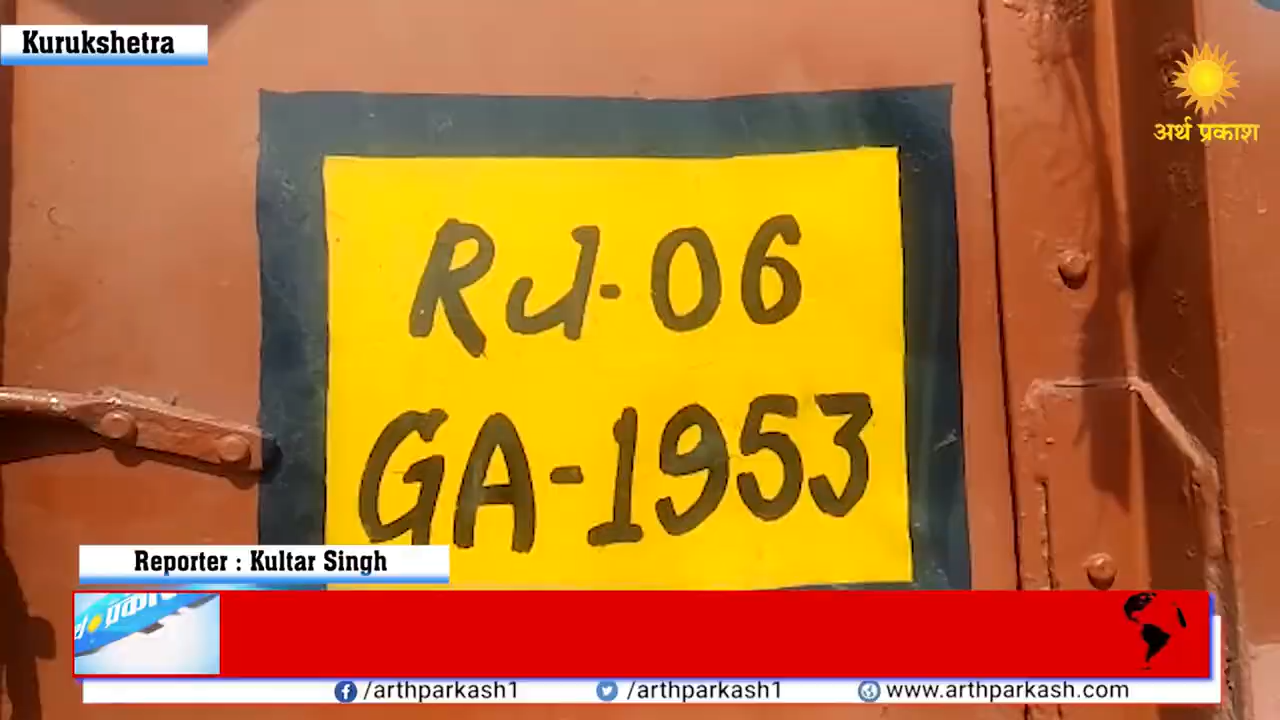 Kurukshetra
अर्थ प्रकाश
RJ-06
GA-1953
Reporter : Kultar Singh
/arthparkash1
/arthparkash1
www.arthparkash.com